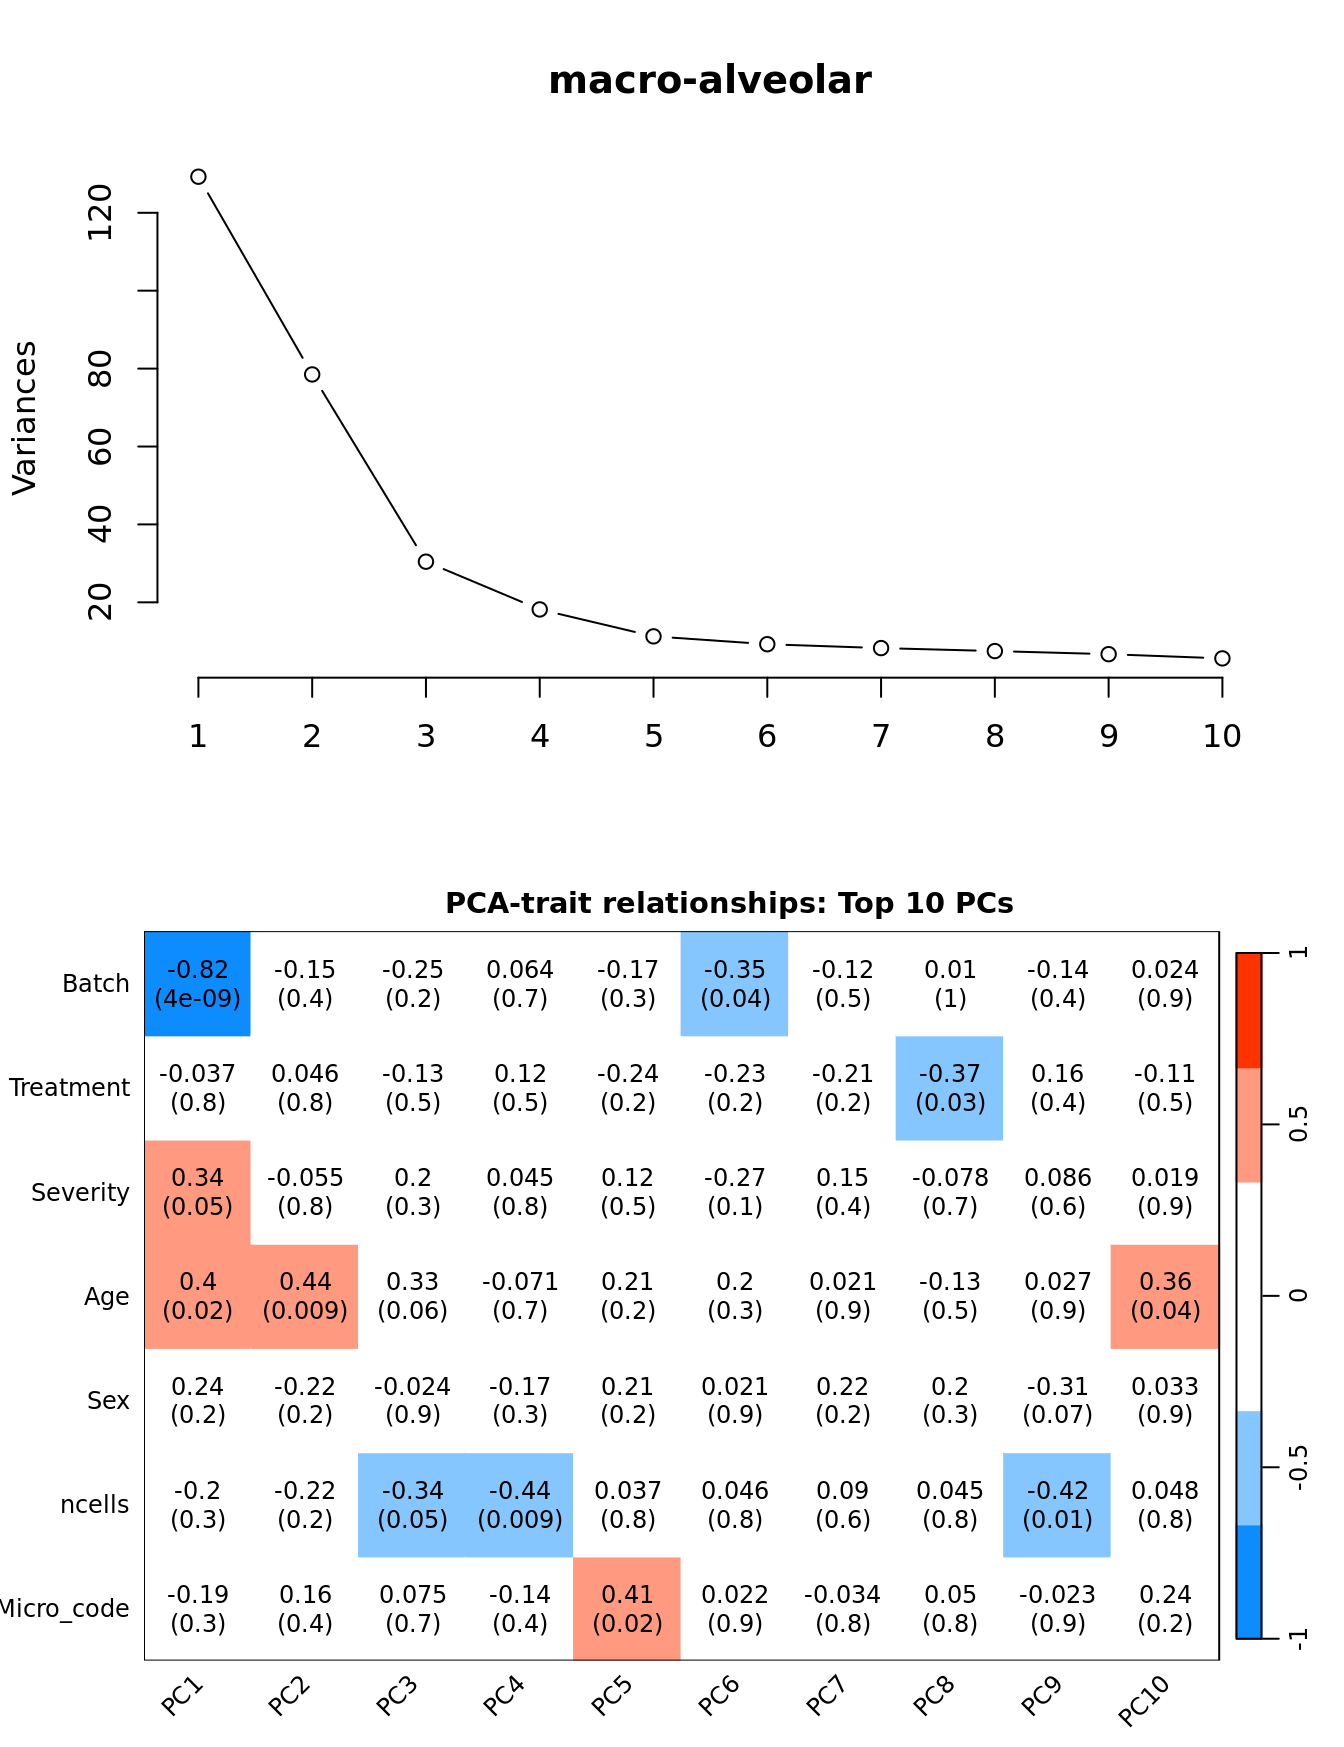 macro-alveolar
Variances
120
80
60
40
20
1 2 3 4 5 6 7 8 9 10
PCA-trait relationships: Top 10 PCs
Batch -0.82 -0.15 -0.25 0.064 -0.17 -0.35 -0.12 0.01 -0.14 0.024
(4e-09) (0.4) (0.2) (0.7) (0.3) (0.04) (0.5) (1) (0.4) (0.9)
Treatment -0.037 0.046 -0.13 0.12 -0.24 -0.23 -0.21 -0.37 0.16 -0.11
(0.8) (0.8) (0.5) (0.5) (0.2) (0.2) (0.2) (0.03) (0.4) (0.5)
Severity 0.34 -0.055 0.2 0.045 0.12 -0.27 0.15 -0.078 0.086 0.019
(0.05) (0.8) (0.3) (0.8) (0.5) (0.1) (0.4) (0.7) (0.6) (0.9)
Age 0.4 0.44 0.33 -0.071 0.21 0.2 0.021 -0.13 0.027 0.36
(0.02) (0.009) (0.06) (0.7) (0.2) (0.3) (0.9) (0.5) (0.9) (0.04)
Sex 0.24 -0.22 -0.024 -0.17 0.21 0.021 0.22 0.2 -0.31 0.033
(0.2) (0.2) (0.9) (0.3) (0.2) (0.9) (0.2) (0.3) (0.07) (0.9)
ncells -0.2 -0.22 -0.34 -0.44 0.037 0.046 0.09 0.045 -0.42 0.048
(0.3) (0.2) (0.05) (0.009) (0.8) (0.8) (0.6) (0.8) (0.01) (0.8)
Micro_code -0.19 0.16 0.075 -0.14 0.41 0.022 -0.034 0.05 -0.023 0.24
(0.3) (0.4) (0.7) (0.4) (0.02) (0.9) (0.8) (0.8) (0.9) (0.2)
PC1 PC2 PC3 PC4 PC5 PC6 PC7 PC8 PC9 PC10
1
0.5
0
-0.5
-1